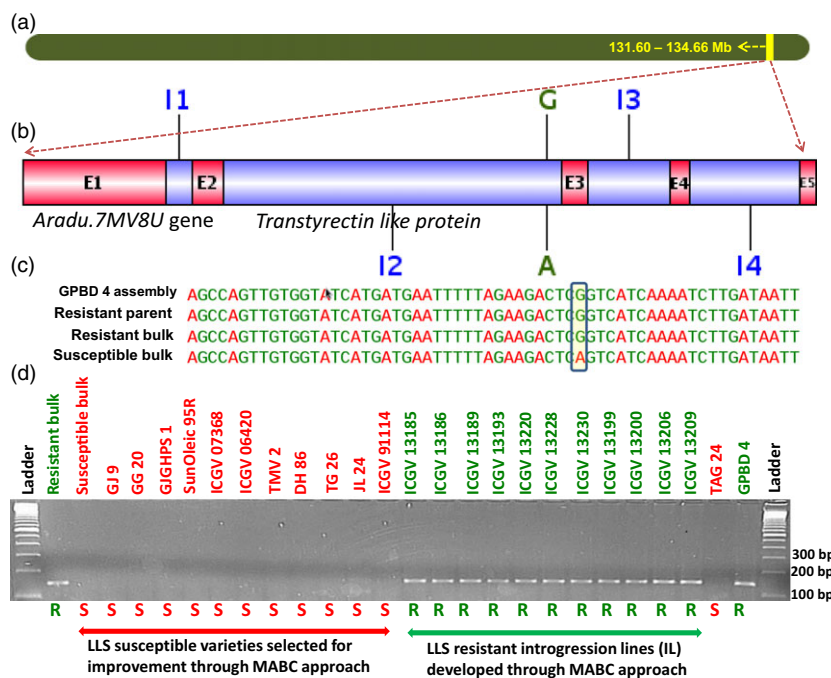 (a)
131.60 – 134.66 Mb
I1 G I3
(b)
E1 E2 E3 E4 E5
Aradu.7MV8U gene Transtyrectin like protein
I2 A I4
(c)
GPBD 4 assembly AGCCAGTTGTGGTATCATGATGAATTTTTAGAAGACTCGGTCATCAAAATCTTGATAATT
Resistant parent AGCCAGTTGTGGTATCATGATGAATTTTTAGAAGACTCGGTCATCAAAATCTTGATAATT
Resistant bulk AGCCAGTTGTGGTATCATGATGAATTTTTAGAAGACTCGGTCATCAAAATCTTGATAATT
Susceptible bulk AGCCAGTTGTGGTATCATGATGAATTTTTAGAAGACTCAGTCATCAAAATCTTGATAATT
(d)
Ladder
Resistant bulk
Susceptible bulk
GJ 9
GG 20
GJGHPS 1
SunOleic 95R
ICGV 07368
ICGV 06420
TMV 2
DH 86
TG 26
JL 24
ICGV 91114
ICGV 13185
ICGV 13186
ICGV 13189
ICGV 13193
ICGV 13220
ICGV 13228
ICGV 13230
ICGV 13199
ICGV 13200
ICGV 13206
ICGV 13209
TAG 24
GPBD 4
Ladder
300 bp
200 bp
100 bp
R S S S S S S S S S S S S R R R R R R R R R R R S R
LLS susceptible varieties selected for
improvement through MABC approach
LLS resistant introgression lines (IL)
developed through MABC approach